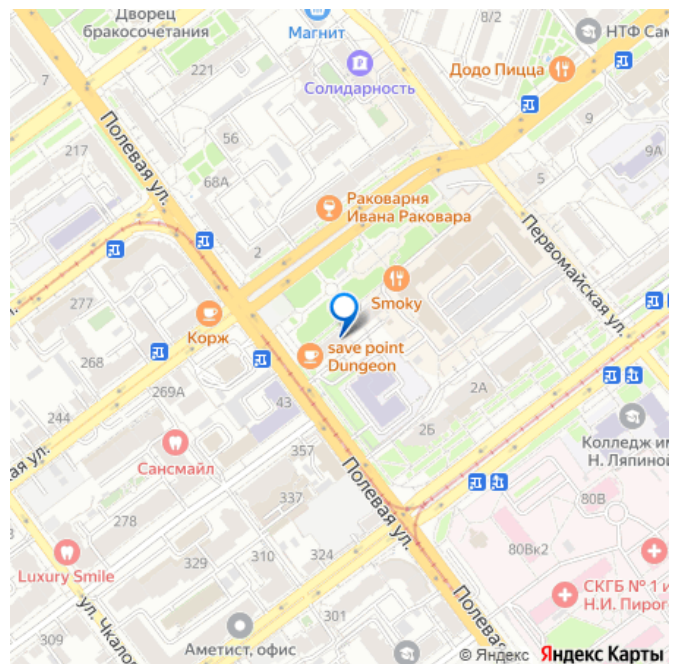 Дворец
бракосочетания
Магнит
8/2
НТФ Сам
7
221
Солидарность
Додо Пицца
217
56
68А
Полевая ул.
9
9А
5
Раковарня
Ивана Раковара
2
Первомайская ул.
277
Корж
Smoky
268
save point
Dungeon
269А
43
2А
2Б
244
ая ул.
Сансмайл
357
Колледж им
Н. Ляпиной
337
Полевая ул.
80В
278
80Вк2
Luxury Smile
329
310
324
СКГБ № 1 и
Н.И. Пирог
ул. Чкалов
301
309
Аметист, офис
Полевая
© Яндекс Яндекс Карты